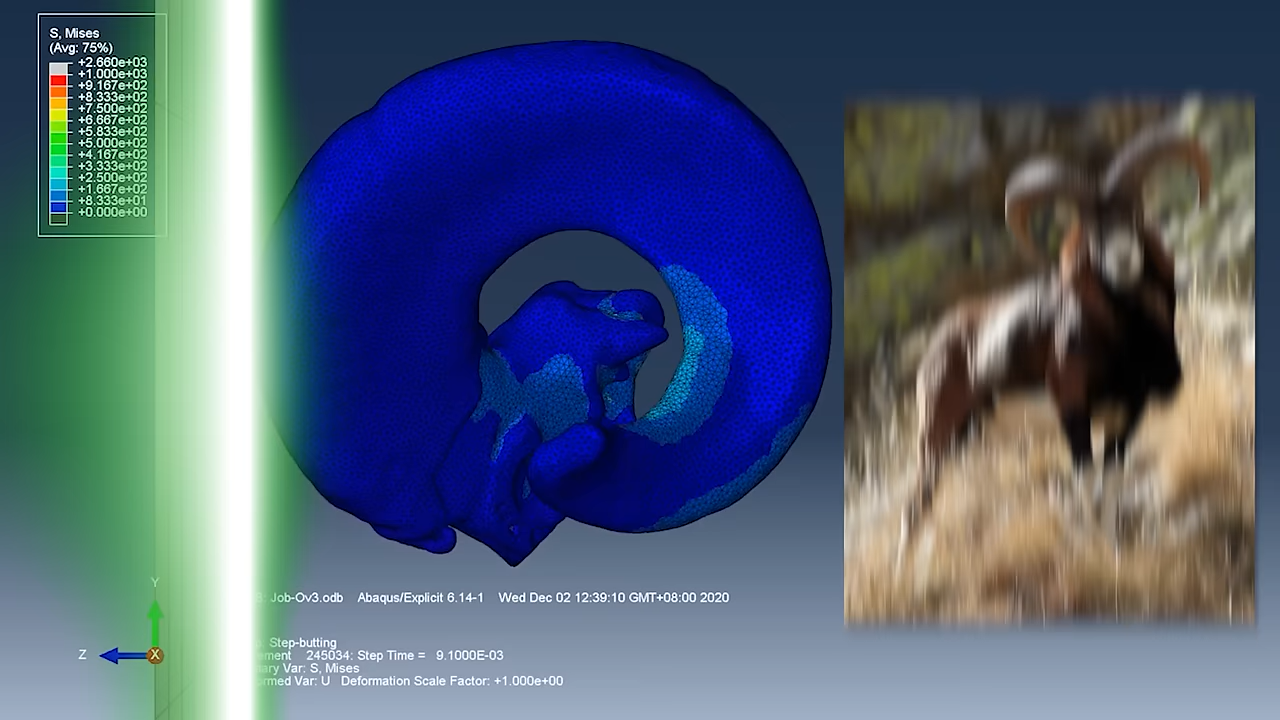 S, Mises
(Avg: 75%)
+2.660e+03
+1.000e+03
+9.167e+02
+8.333e+02
+7.500e+02
+6.667e+02
+5.833e+02
+5.000e+02
+4.167e+02
+3.333e+02
+2.500e+02
+1.667e+02
+8.333e+01
+0.000e+00
Y
Z
X
Job-Ov3.odb Abaqus/Explicit 6.14-1 Wed Dec 02 12:39:10 GMT+08:00 2020
Step-butting
245034: Step Time = 9.1000E-03
Var: S, Mises
Var: U Deformation Scale Factor: +1.000e+00